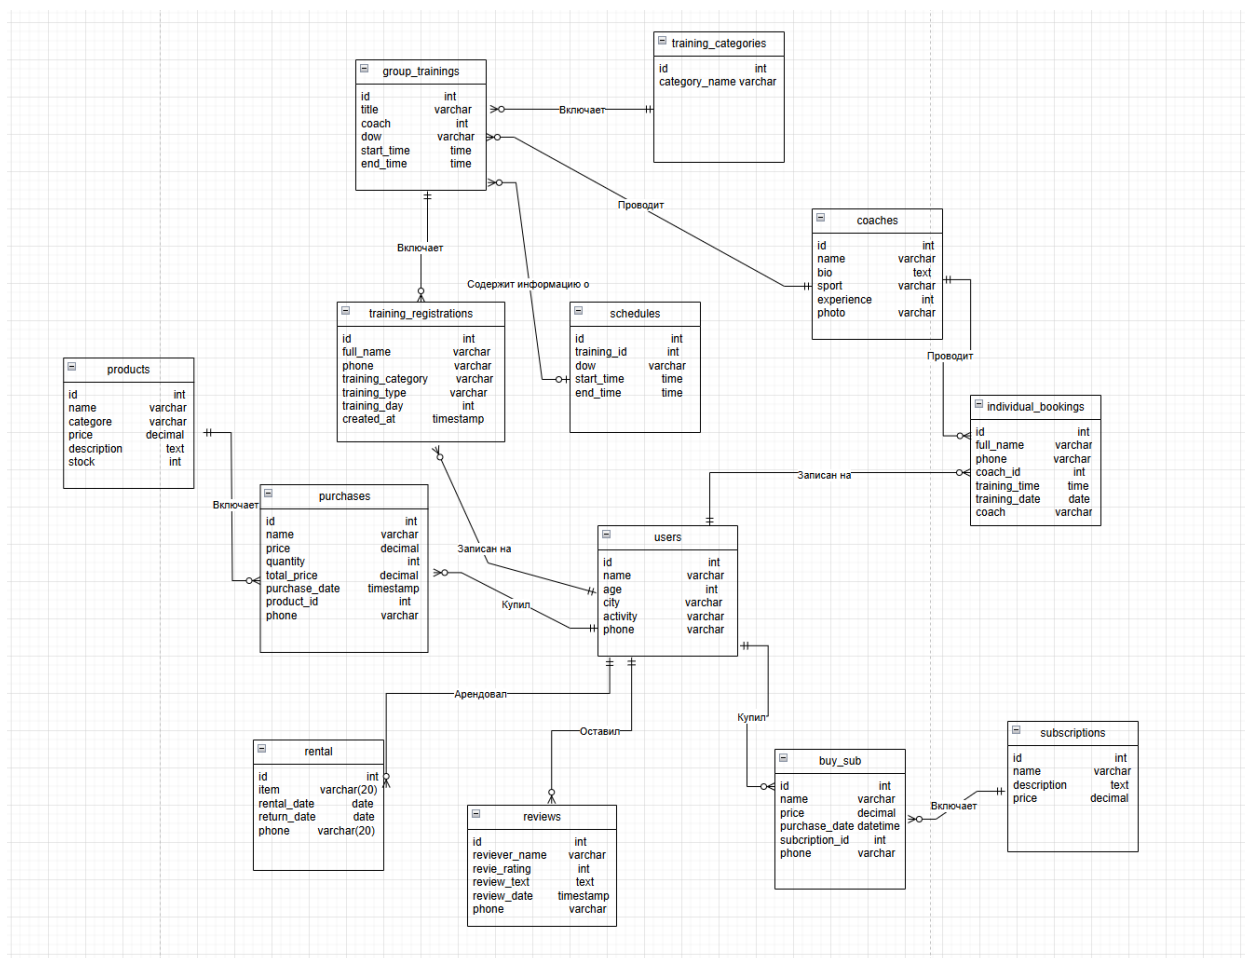 training_categories
id int
category_name varchar
group_trainings
id int
title varchar
coach int
dow varchar
start_time time
end_time time
Включает
Проводит
coaches
id int
name varchar
bio text
sport varchar
experience int
photo varchar
Включает
Содержит информацию о
training_registrations
id int
full_name varchar
phone varchar
training_category varchar
training_type varchar
training_day int
created_at timestamp
schedules
id int
training_id int
dow varchar
start_time time
end_time time
Проводит
products
id int
name varchar
categore varchar
price decimal
description text
stock int
individual_bookings
id int
full_name varchar
phone varchar
coach_id int
training_time time
training_date date
coach varchar
Записан на
Включает
purchases
id int
name varchar
price decimal
quantity int
total_price decimal
purchase_date timestamp
product_id int
phone varchar
Записан на
Купил
users
id int
name varchar
age int
city varchar
activity varchar
phone varchar
Арендовал
Оставил
Купил
rental
id int
item varchar(20)
rental_date date
return_date date
phone varchar(20)
reviews
id int
reviever_name varchar
revie_rating int
review_text text
review_date timestamp
phone varchar
buy_sub
id int
name varchar
price decimal
purchase_date datetime
subcription_id int
phone varchar
Включает
subscriptions
id int
name varchar
description text
price decimal